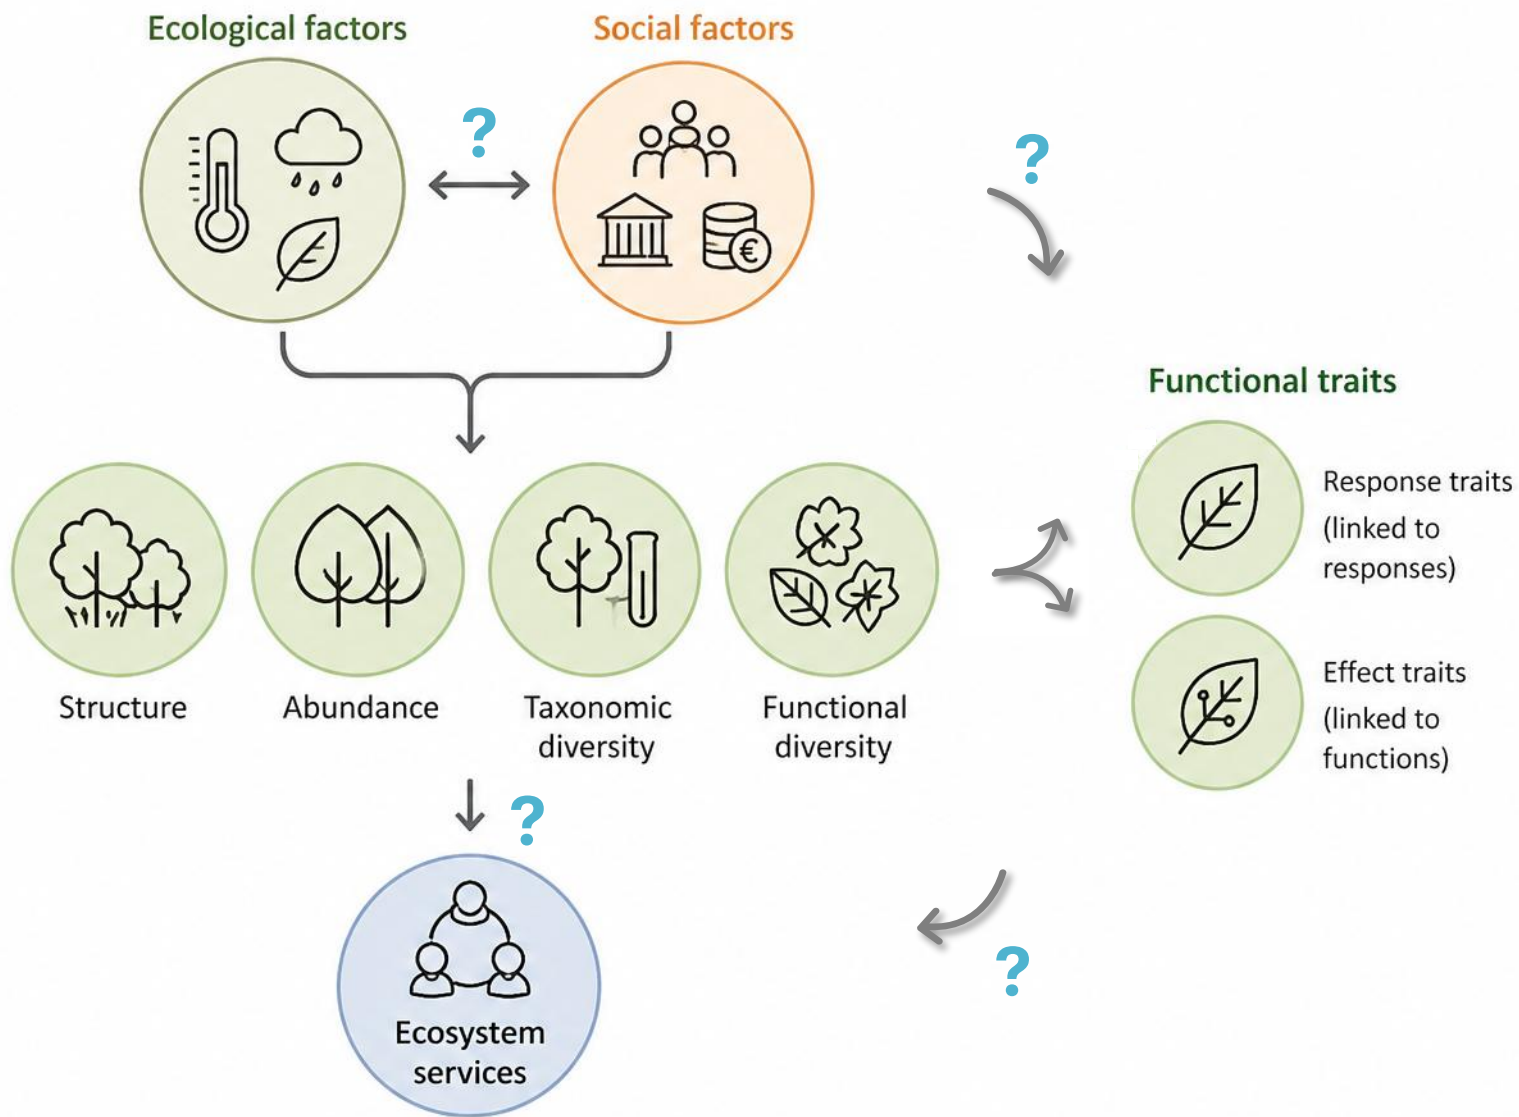 Ecological factors
Social factors
?
?
€
Functional traits
Response traits
(linked to
responses)
Effect traits
(linked to
functions)
Structure
Abundance
Taxonomic
diversity
Functional
diversity
?
?
Ecosystem
services